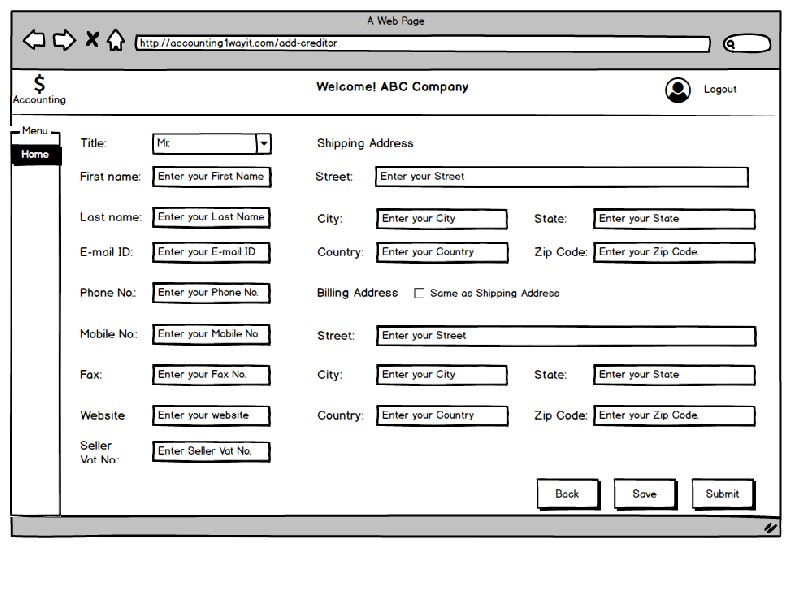 A Web Page
http://accounting1wayit.com/add-creditor
$
Accounting
Welcome! ABC Company
Logout
Menu
Home
Title: Mr. Shipping Address
First name: Enter your First Name Street: Enter your Street
Last name: Enter your Last Name City: Enter your City State: Enter your State
E-mail ID: Enter your E-mail ID Country: Enter your Country Zip Code: Enter your Zip Code.
Phone No.: Enter your Phone No. Billing Address Same as Shipping Address
Mobile No.: Enter your Mobile No. Street: Enter your Street
Fax: Enter your Fax No. City: Enter your City State: Enter your State
Website Enter your website Country: Enter your Country Zip Code: Enter your Zip Code.
Seller
Vat No.: Enter Seller Vat No.
Back Save Submit